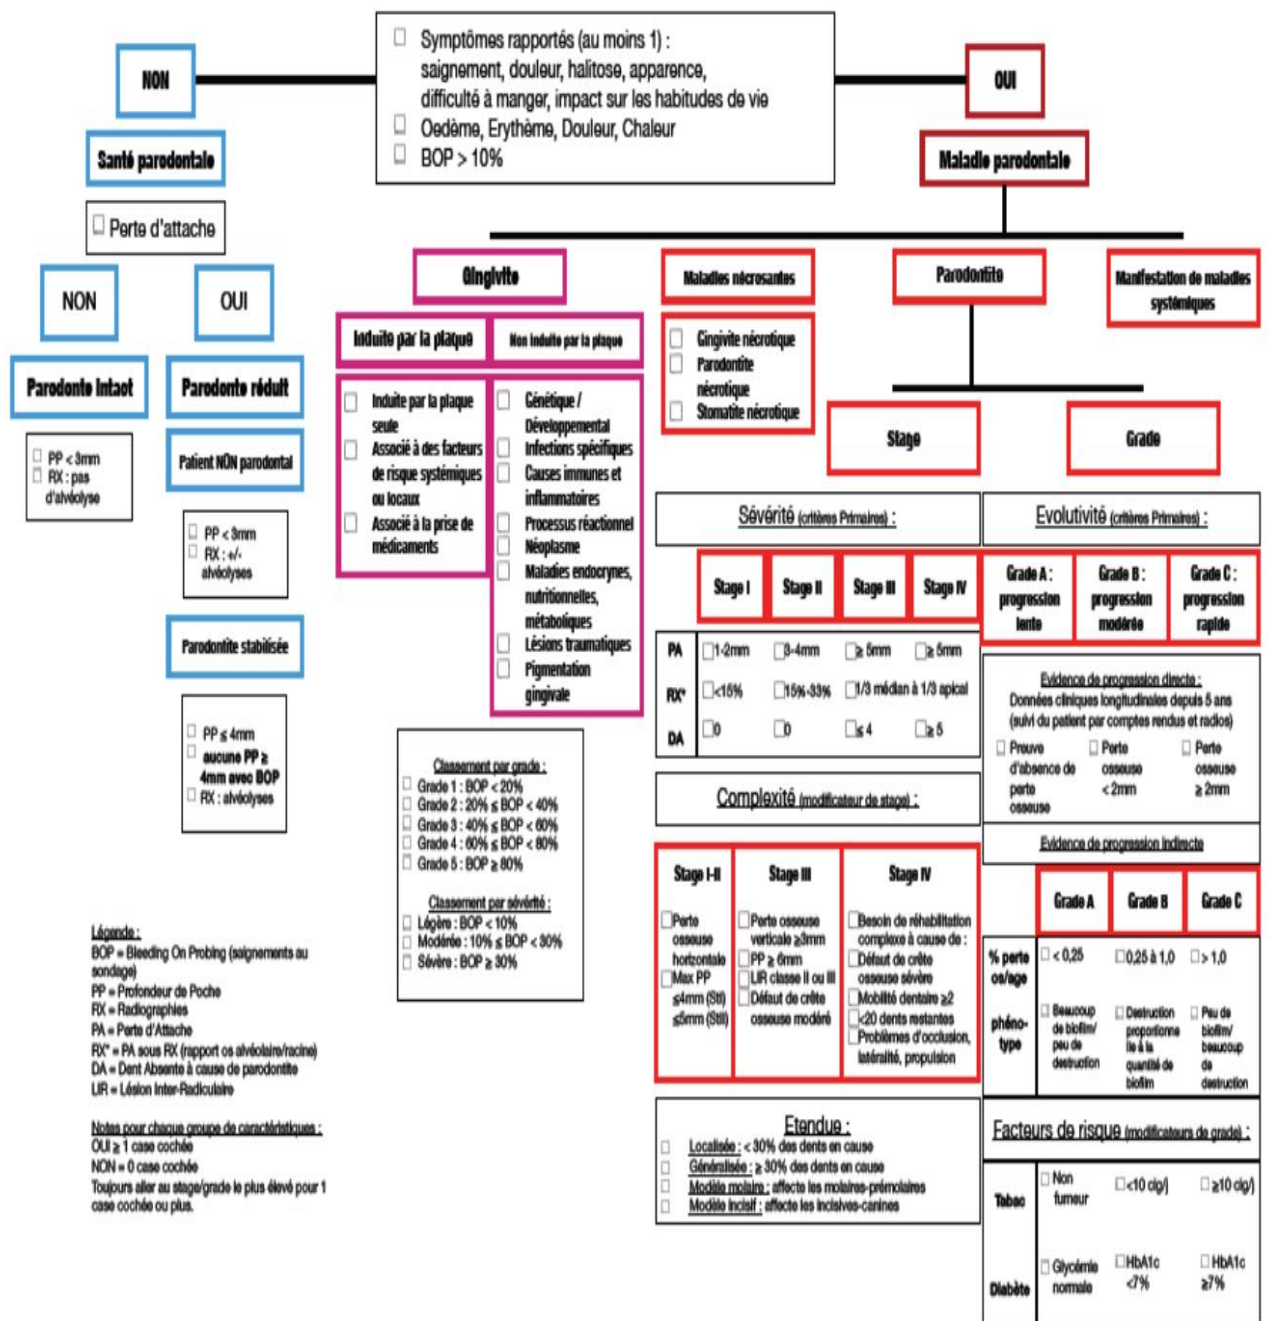 Symptômes rapportés (au moins 1) :
saignement, douleur, halitose, apparence,
difficulté à manger, impact sur les habitudes de vie
Oedème, Erythème, Douleur, Chaleur
BOP > 10%
NON
Santé parodontale
Perte d'attache
NON
OUI
Parodonte Intact
Parodonte réduit
PP < 3mm
RX : pas
d'alvéolyse
Patient NON parodontal
PP < 3mm
RX : +/-
alvéolyses
Parodontite stabilisée
PP ≤ 4mm
aucune PP ≥
4mm avec BOP
RX : alvéolyses
OUI
Maladie parodontale
Gingivite
Induite par la plaque
Non induite par la plaque
Induite par la plaque
seule
Associé à des facteurs
de risque systémiques
ou locaux
Associé à la prise de
médicaments
Génétique /
Développemental
Infections spécifiques
Causes immunes et
inflammatoires
Processus réactionnel
Néoplasme
Maladies endocrynes,
nutritionnelles,
métaboliques
Lésions traumatiques
Pigmentation
gingivale
Classement par grade :
Grade 1 : BOP < 20%
Grade 2 : 20% ≤ BOP < 40%
Grade 3 : 40% ≤ BOP < 60%
Grade 4 : 60% ≤ BOP < 80%
Grade 5 : BOP ≥ 80%
Classement par sévérité :
Légère : BOP < 10%
Modérée : 10% ≤ BOP < 30%
Sévère : BOP ≥ 30%
Maladies nécrosantes
Gingivite nécrotique
Parodontite
nécrotique
Stomatite nécrotique
Parodontite
Manifestation de maladies
systémiques
Stage
Grade
Sévérité (critères Primaires) :
Stage I Stage II Stage III Stage IV
PA 1-2mm 3-4mm ≥ 5mm ≥ 5mm
RX* <15% 15%-33% 1/3 médian à 1/3 apical
DA 0 0 ≤ 4 ≥ 5
Complexité (modificateur de stage) :
Stage I-II
Perte
osseuse
horizontale
Max PP
≤4mm (StI)
≤5mm (StII)
Stage III
Perte osseuse
verticale ≥3mm
PP ≥ 6mm
LIR classe II ou III
Défaut de crête
osseuse modéré
Stage IV
Besoin de réhabilitation
complexe à cause de :
Défaut de crête
osseuse sévère
Mobilité dentaire ≥2
<20 dents restantes
Problèmes d'occlusion,
latéralité, propulsion
Etendue :
Localisée : < 30% des dents en cause
Généralisée : ≥ 30% des dents en cause
Modèle molaire : affecte les molaires-prémolaires
Modèle incisif : affecte les incisives-canines
Evolutivité (critères Primaires) :
Grade A :
progression
lente
Grade B :
progression
modérée
Grade C :
progression
rapide
Evidence de progression directe :
Données cliniques longitudinales depuis 5 ans
(suivi du patient par comptes rendus et radios)
Preuve
d'absence de
perte
osseuse
Perte
osseuse
< 2mm
Perte
osseuse
≥ 2mm
Evidence de progression Indirecte
Grade A Grade B Grade C
% perte
os/age
< 0,25 0,25 à 1,0 > 1,0
phéno-
type
Beaucoup
de biofilm/
peu de
destruction
Destruction
proportionne
lle à la
quantité de
biofilm
Peu de
biofilm/
beaucoup
de
destruction
Facteurs de risque (modificateurs de grade) :
Tabac
Non
fumeur
<10 cig/j
≥10 cig/j
Diabète
Glycémie
normale
HbA1c
<7%
HbA1c
≥7%
Légende :
BOP = Bleeding On Probing (saignements au
sondage)
PP = Profondeur de Poche
RX = Radiographies
PA = Perte d'Attache
RX* = PA sous RX (rapport os alvéolaire/racine)
DA = Dent Absente à cause de parodontite
LIR = Lésion Inter-Radiculaire
Notes pour chaque groupe de caractéristiques :
OUI ≥ 1 case cochée
NON = 0 case cochée
Toujours aller au stage/grade le plus élevé pour 1
case cochée ou plus.